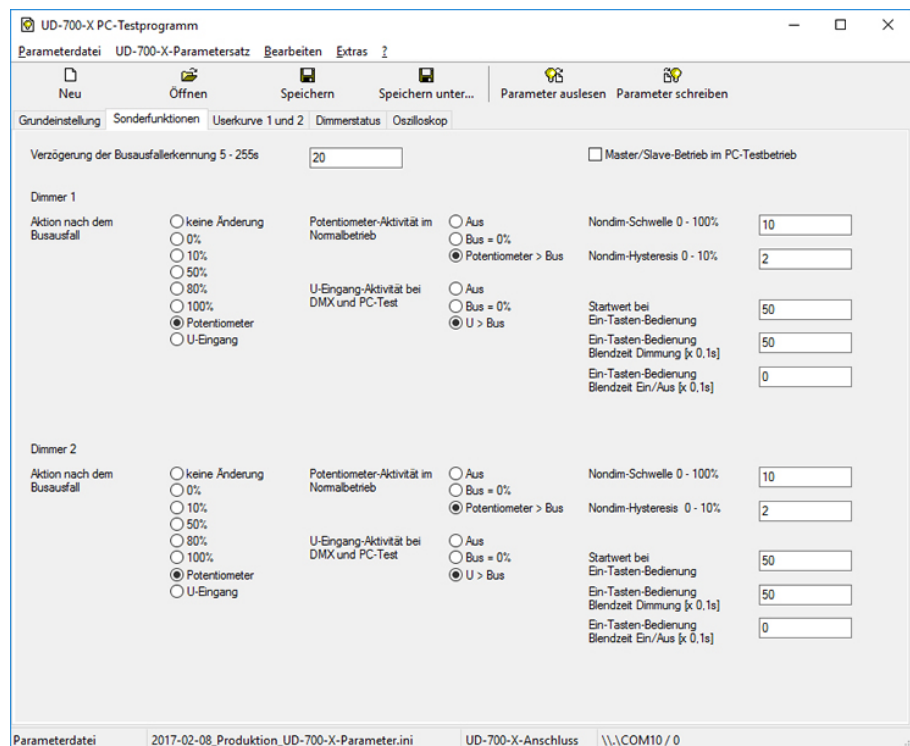 UD-700-X PC-Testprogramm
Parameterdatei UD-700-X-Parametersatz Bearbeiten Extras ?
Neu Öffnen Speichern Speichern unter... Parameter auslesen Parameter schreiben
Grundeinstellung Sonderfunktionen Userkurve 1 und 2 Dimmerstatus Oszilloskop
Verzögerung der Busausfallerkennung 5 - 255s 20 Master/Slave-Betrieb im PC-Testbetrieb
Dimmer 1
Aktion nach dem
Busausfall
keine Änderung
0%
10%
50%
80%
100%
Potentiometer
U-Eingang
Potentiometer-Aktivität im
Normalbetrieb
Aus
Bus = 0%
Potentiometer > Bus
U-Eingang-Aktivität bei
DMX und PC-Test
Aus
Bus = 0%
U > Bus
Nondim-Schwelle 0 - 100% 10
Nondim-Hysteresis 0 - 10% 2
Startwert bei
Ein-Tasten-Bedienung 50
Ein-Tasten-Bedienung
Blendzeit Dimmung [x 0,1s] 50
Ein-Tasten-Bedienung
Blendzeit Ein/Aus [x 0,1s] 0
Dimmer 2
Aktion nach dem
Busausfall
keine Änderung
0%
10%
50%
80%
100%
Potentiometer
U-Eingang
Potentiometer-Aktivität im
Normalbetrieb
Aus
Bus = 0%
Potentiometer > Bus
U-Eingang-Aktivität bei
DMX und PC-Test
Aus
Bus = 0%
U > Bus
Nondim-Schwelle 0 - 100% 10
Nondim-Hysteresis 0 - 10% 2
Startwert bei
Ein-Tasten-Bedienung 50
Ein-Tasten-Bedienung
Blendzeit Dimmung [x 0,1s] 50
Ein-Tasten-Bedienung
Blendzeit Ein/Aus [x 0,1s] 0
Parameterdatei 2017-02-08_Produktion_UD-700-X-Parameter.ini UD-700-X-Anschluss \\.\COM10 / 0